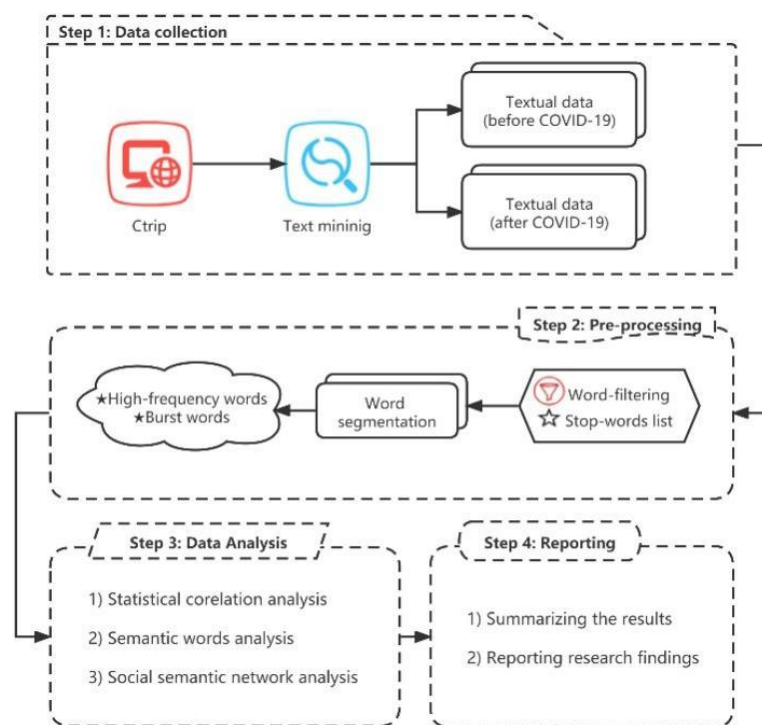 Step 1: Data collection
Textual data
(before COVID-19)
Ctrip
Text mininig
Textual data
(after COVID-19)
Step 2: Pre-processing
★High-frequency words
★Burst words
Word
segmentation
Word-filtering
Stop-words list
Step 3: Data Analysis
1) Statistical corelation analysis
2) Semantic words analysis
3) Social semantic network analysis
Step 4: Reporting
1) Summarizing the results
2) Reporting research findings